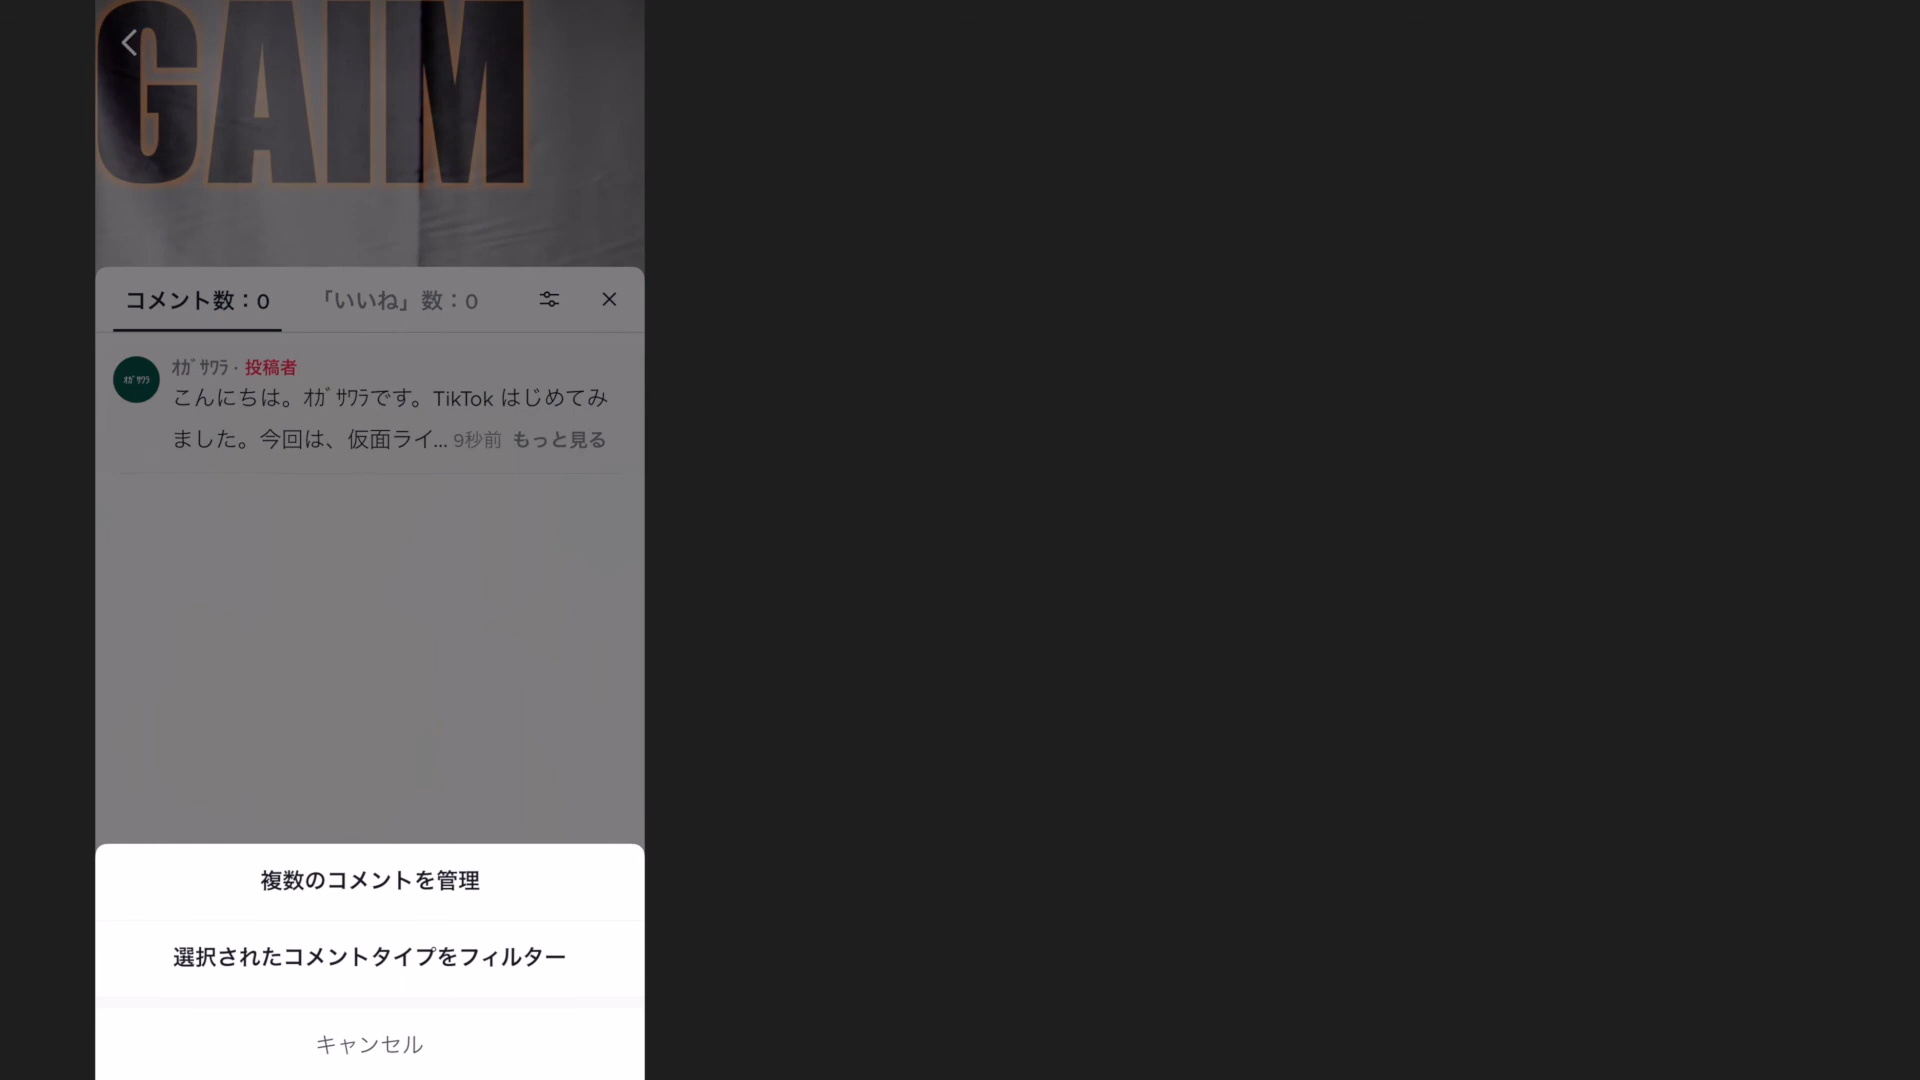 GAIM
コメント数：0
「いいね」数：0
ｵｶﾞｻﾜﾗ
ｵｶﾞｻﾜﾗ · 投稿者
こんにちは。ｵｶﾞｻﾜﾗです。TikTok はじめてみ
ました。今回は、仮面ライ... 9秒前 もっと見る
複数のコメントを管理
選択されたコメントタイプをフィルター
キャンセル